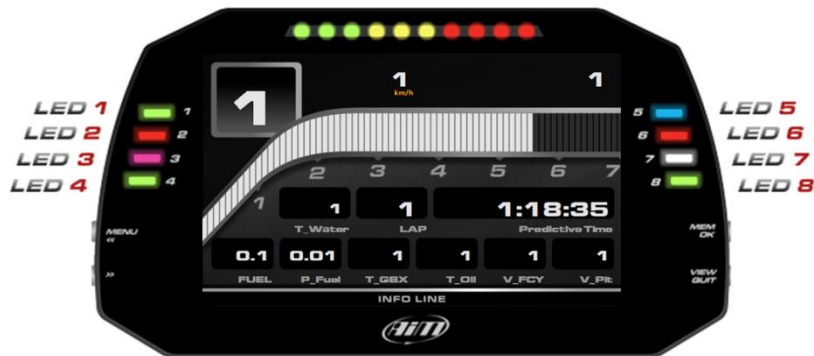 1 1
1 km/h
LED 1 1 5 LED 5
LED 2 2 6 LED 6
LED 3 3 7 LED 7
LED 4 4 8 LED 8
1 2 3 4 5 6 7
1 1 1:18:35
T_Water LAP Predictive Time
0.1 0.01 1 1 1 1
FUEL P_Fuel T_GBX T_Oil V_FCY V_Pit
MENU
<<
>>
MEM
OK
VIEW
QUIT
INFO LINE
AiM